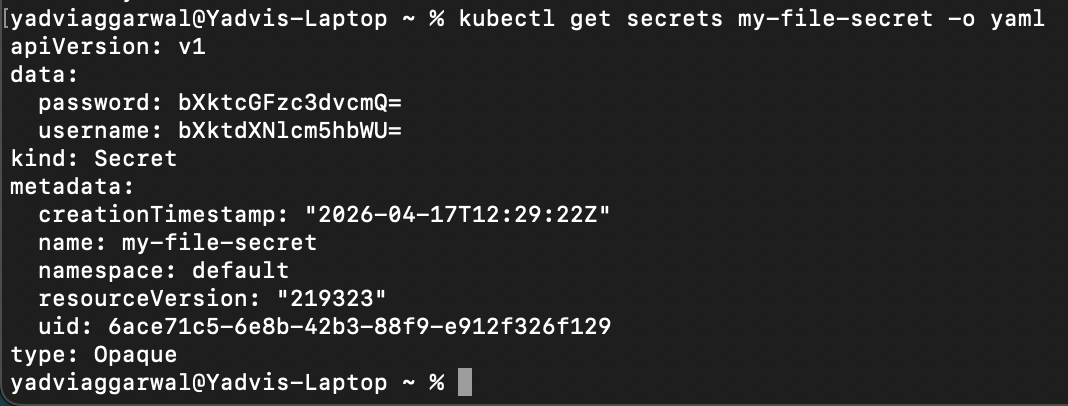 [yadviaggarwal@Yadvis-Laptop ~ % kubectl get secrets my-file-secret -o yaml
apiVersion: v1
data:
  password: bXktcGFzc3dvcmQ=
  username: bXktdXNlcm5hbWU=
kind: Secret
metadata:
  creationTimestamp: "2026-04-17T12:29:22Z"
  name: my-file-secret
  namespace: default
  resourceVersion: "219323"
  uid: 6ace71c5-6e8b-42b3-88f9-e912f326f129
type: Opaque
yadviaggarwal@Yadvis-Laptop ~ %